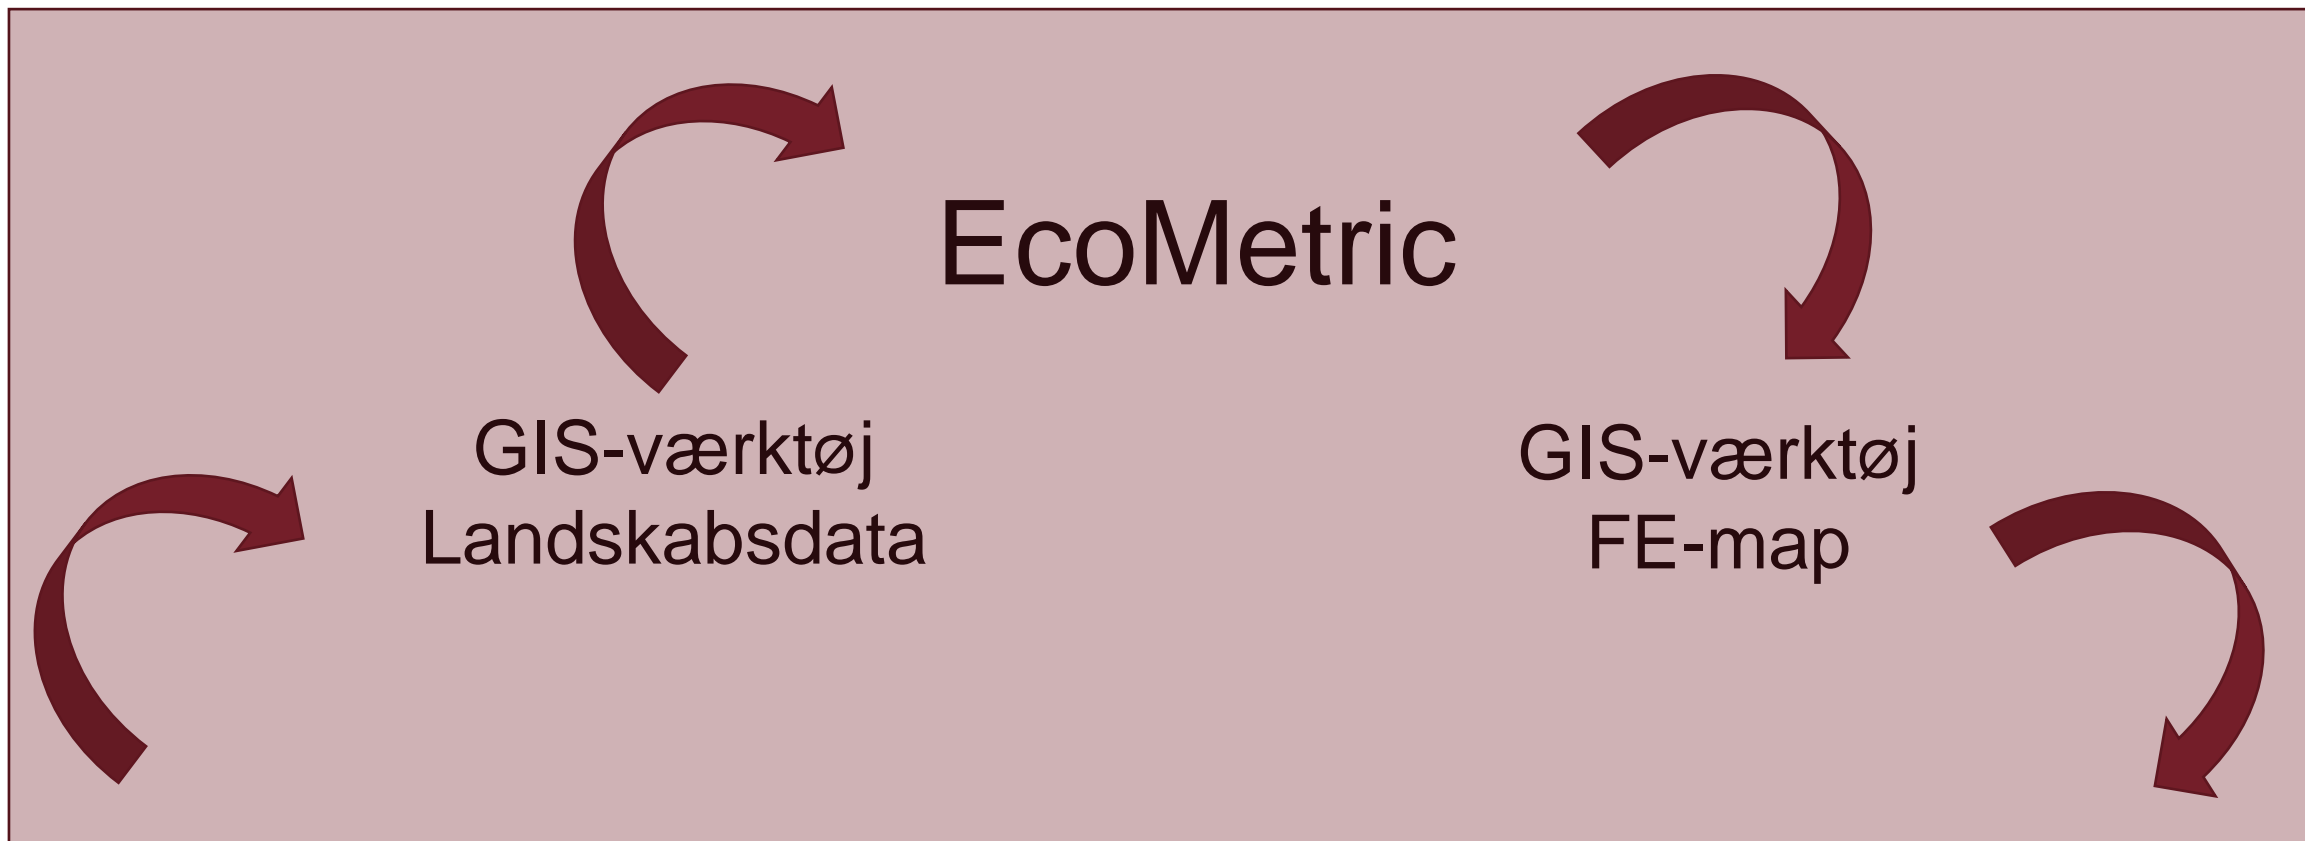 EcoMetric
GIS-værktøj
Landskabsdata
GIS-værktøj
FE-map